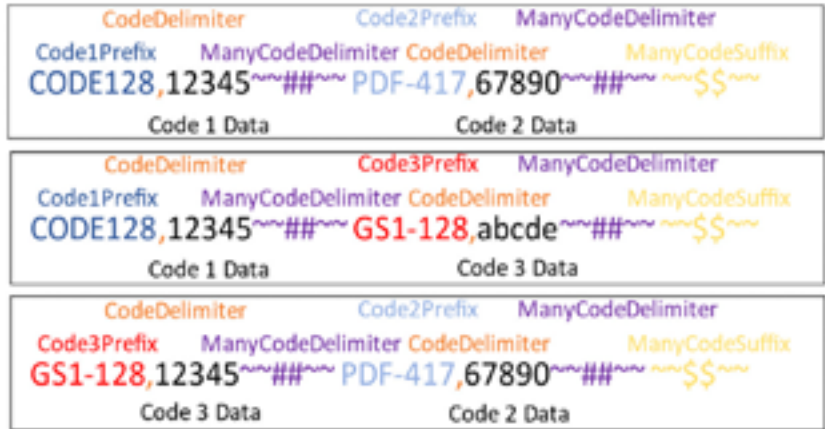 CodeDelimiter Code2Prefix ManyCodeDelimiter
Code1Prefix ManyCodeDelimiter CodeDelimiter ManyCodeSuffix
CODE128,12345~~##~~ PDF-417,67890~~##~~ ~~$$~~
Code 1 Data Code 2 Data
CodeDelimiter Code3Prefix ManyCodeDelimiter
Code1Prefix ManyCodeDelimiter CodeDelimiter ManyCodeSuffix
CODE128,12345~~##~~ GS1-128,abcde~~##~~ ~~$$~~
Code 1 Data Code 3 Data
CodeDelimiter Code2Prefix ManyCodeDelimiter
Code3Prefix ManyCodeDelimiter CodeDelimiter ManyCodeSuffix
GS1-128,12345~~##~~ PDF-417,67890~~##~~ ~~$$~~
Code 3 Data Code 2 Data